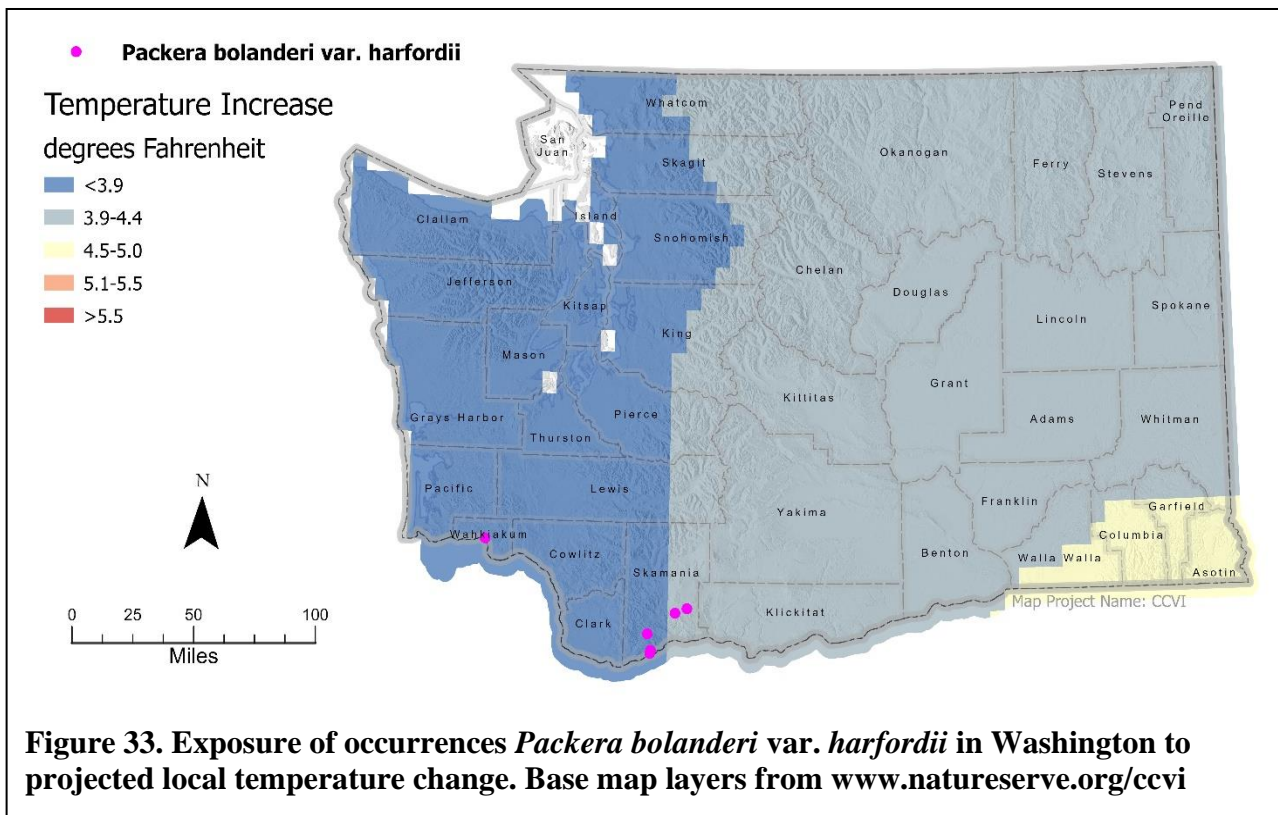 Packera bolanderi var. harfordii
Temperature Increase
degrees Fahrenheit
<3.9
3.9-4.4
4.5-5.0
5.1-5.5
>5.5
Whatcom
San
Juan
Skagit
Okanogan
Ferry
Stevens
Pend
Oreille
Clallam
Island
Snohomish
Chelan
Jefferson
Kitsap
Douglas
Lincoln
Spokane
King
Mason
Grant
Kittitas
Adams
Whitman
Grays Harbor
Pierce
Thurston
N
Pacific
Lewis
Yakima
Franklin
Garfield
Columbia
Wahkiakum
Cowlitz
Benton
Walla Walla
Asotin
Skamania
Map Project Name: CCVI
Klickitat
Clark
0 25 50 100
Miles
Figure 33. Exposure of occurrences Packera bolanderi var. harfordii in Washington to
projected local temperature change. Base map layers from www.natureserve.org/ccvi